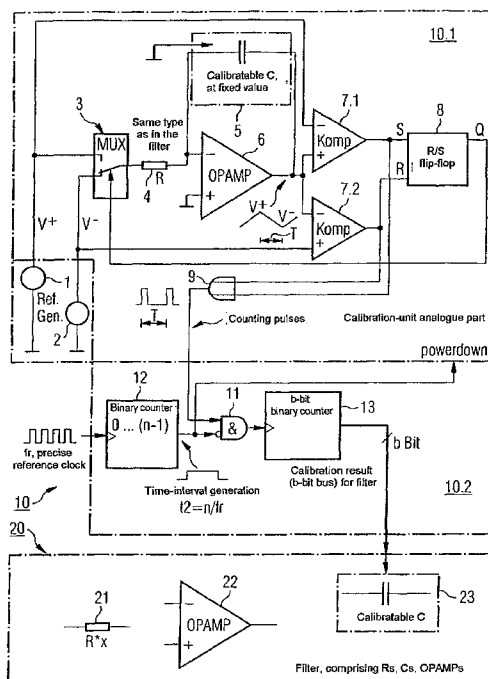 10.1
Calibratable C,
at fixed value
5
3
MUX
Same type
as in the
filter
R
4
6
OPAMP
7.1
Komp
7.2
Komp
S
8
Q
R/S
flip-flop
R
V+
V-
V+
V-
T
1
Ref.
Gen.
2
9
T
Counting pulses
Calibration-unit analogue part
powerdown
12
Binary counter
0 ... (n-1)
11
&
b-bit
binary counter
13
b Bit
fr, precise
reference clock
10
Time-interval generation
t2=n/fr
Calibration result
(b-bit bus) for filter
10.2
20
21
R*x
22
OPAMP
23
Calibratable C
Filter, comprising Rs, Cs, OPAMPs